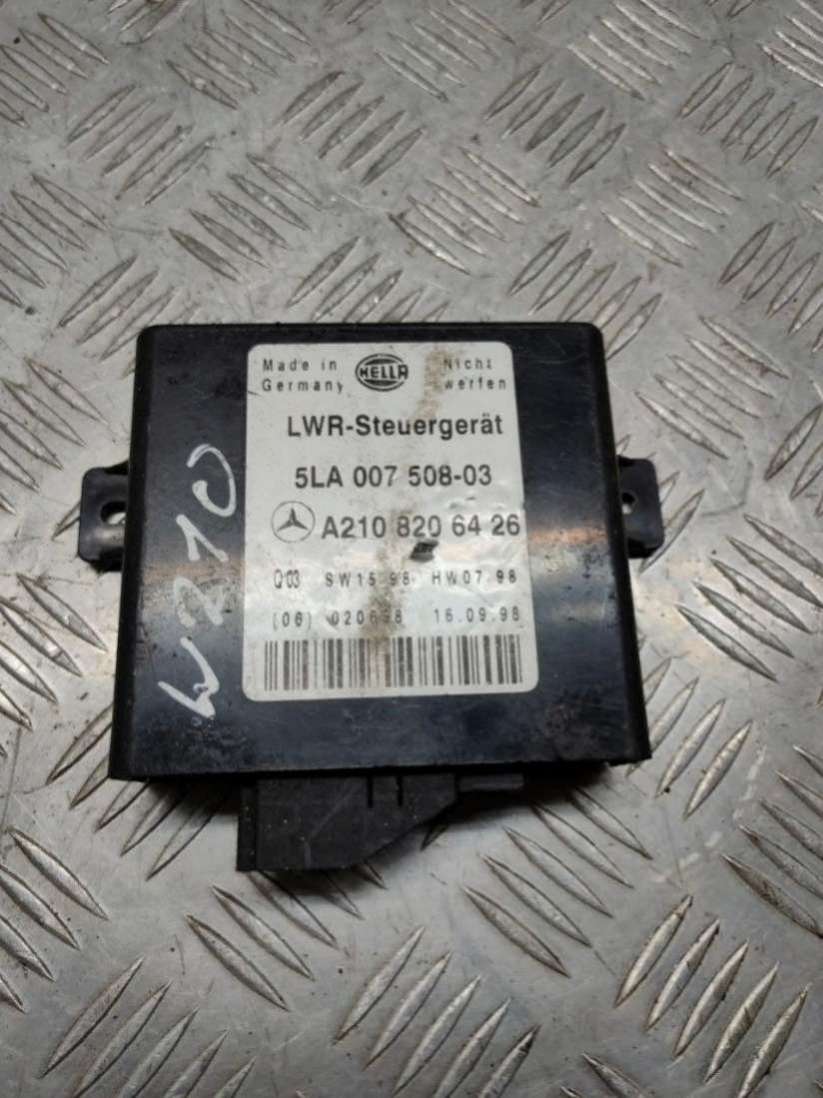 Made in HELLA Nicht
Germany werfen
LWR-Steuergerät
5LA 007 508-03
A210 820 64 26
Q03 SW15 98 HW07.98
(06) 020698 16.09.98
W210